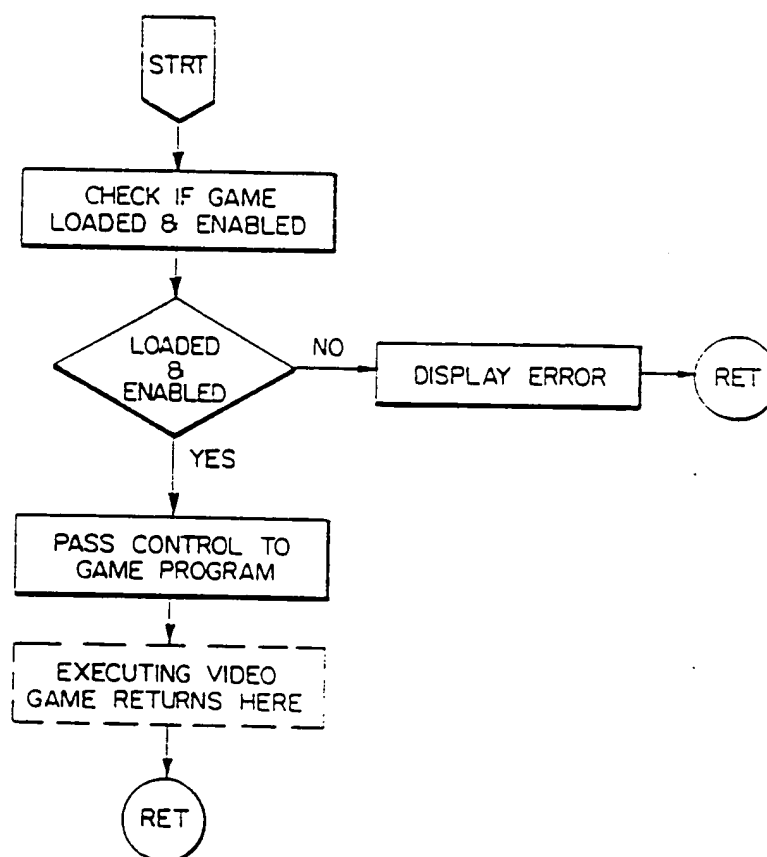 STRT
CHECK IF GAME
LOADED & ENABLED
LOADED
&
ENABLED
NO
DISPLAY ERROR
RET
YES
PASS CONTROL TO
GAME PROGRAM
EXECUTING VIDEO
GAME RETURNS HERE
RET